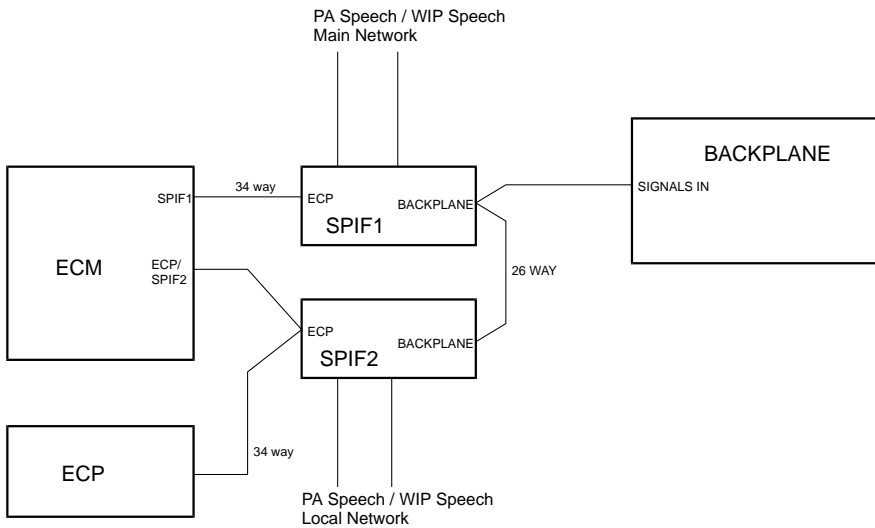 PA Speech / WIP Speech
Main Network
BACKPLANE
SIGNALS IN
34 way
SPIF1
ECP
BACKPLANE
SPIF1
ECM
ECP/
SPIF2
26 WAY
ECP
BACKPLANE
SPIF2
34 way
ECP
PA Speech / WIP Speech
Local Network